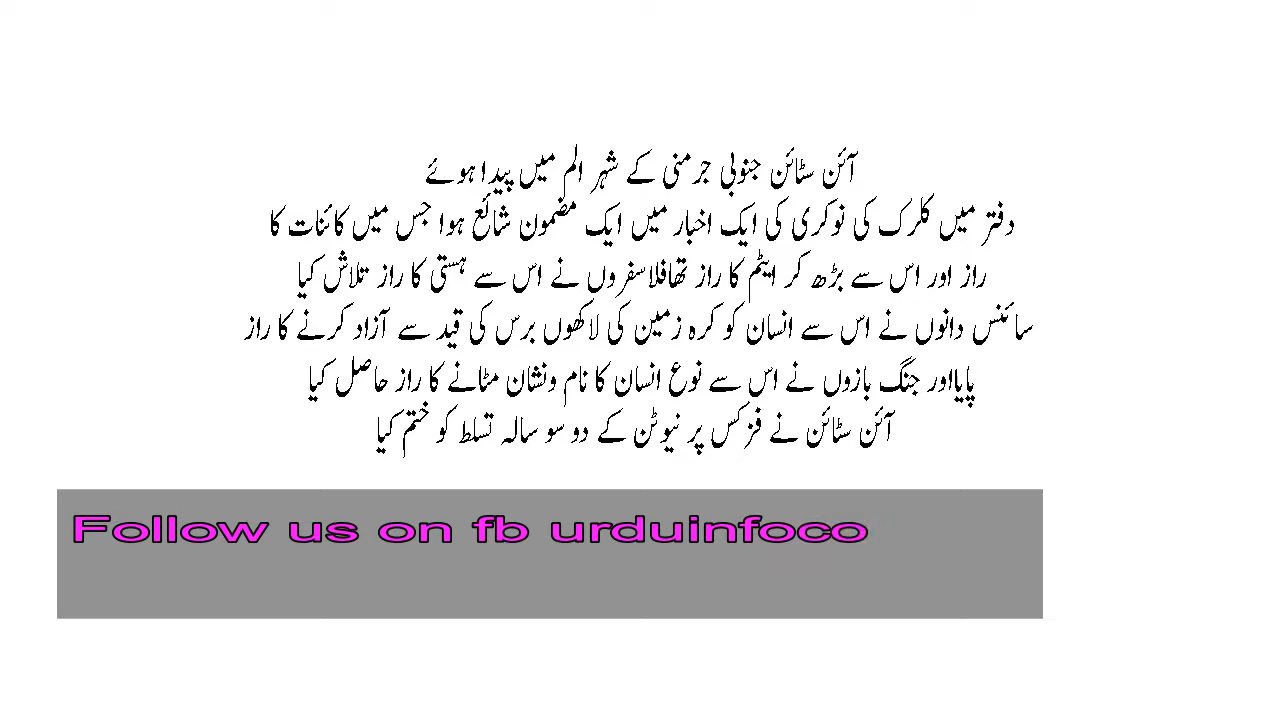 آئن سٹائن جنوبی جرمنی کے شہر الم میں پیدا ہوئے
دفتر میں کلرک کی نوکری کی ایک اخبار میں ایک مضمون شائع ہوا جس میں کائنات کا
راز اور اس سے بڑھ کر ایٹم کا راز تھافلاسفروں نے اس سے ہستی کا راز تلاش کیا
سائنس دانوں نے اس سے انسان کو کرہ زمین کی لاکھوں برس کی قید سے آزاد کرنے کا راز
پایااور جنگ بازوں نے اس سے نوع انسان کا نام ونشان مٹانے کا راز حاصل کیا
آئن سٹائن نے فزکس پر نیوٹن کے دو سو سالہ تسلط کو ختم کیا
Follow us on fb urduinfoco